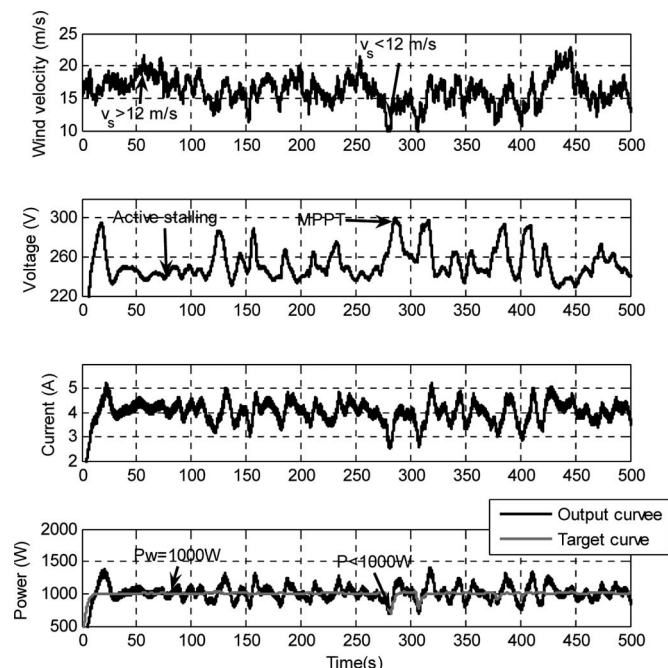 Wind velocity (m/s)
25
20
15
10
v_s<12 m/s
v_s>12 m/s
0 50 100 150 200 250 300 350 400 450 500
Voltage (V)
300
260
220
Active stalling
MPPT
0 50 100 150 200 250 300 350 400 450 500
Current (A)
5
4
3
2
0 50 100 150 200 250 300 350 400 450 500
Power (W)
2000
1500
1000
500
Pw=1000W
P<1000W
Output curvee
Target curve
0 50 100 150 200 250 300 350 400 450 500
Time(s)